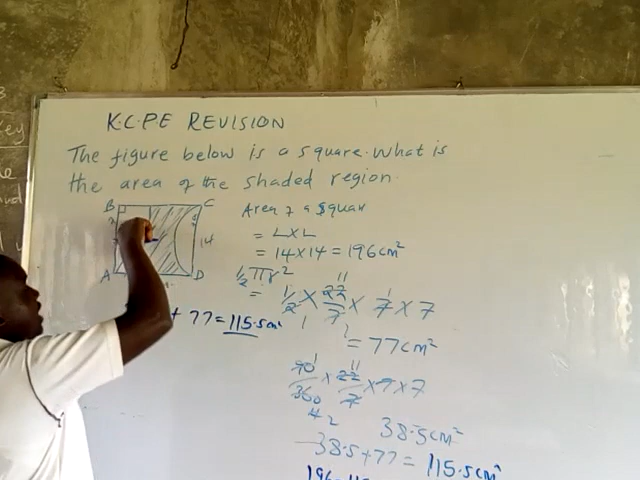 K.C.P.E REVISION
The figure below is a square. What is
the area of the shaded region.
B C
A D
14
Area of a square
= L X L
= 14 X 14 = 196 cm²
½ πr²
= 1/2 X 22/7 X 7 X 7
= 77 cm²
+ 77 = 115.5 cm²
90/360 X 22/7 X 7 X 7
38.5 cm²
38.5 + 77 = 115.5 cm²